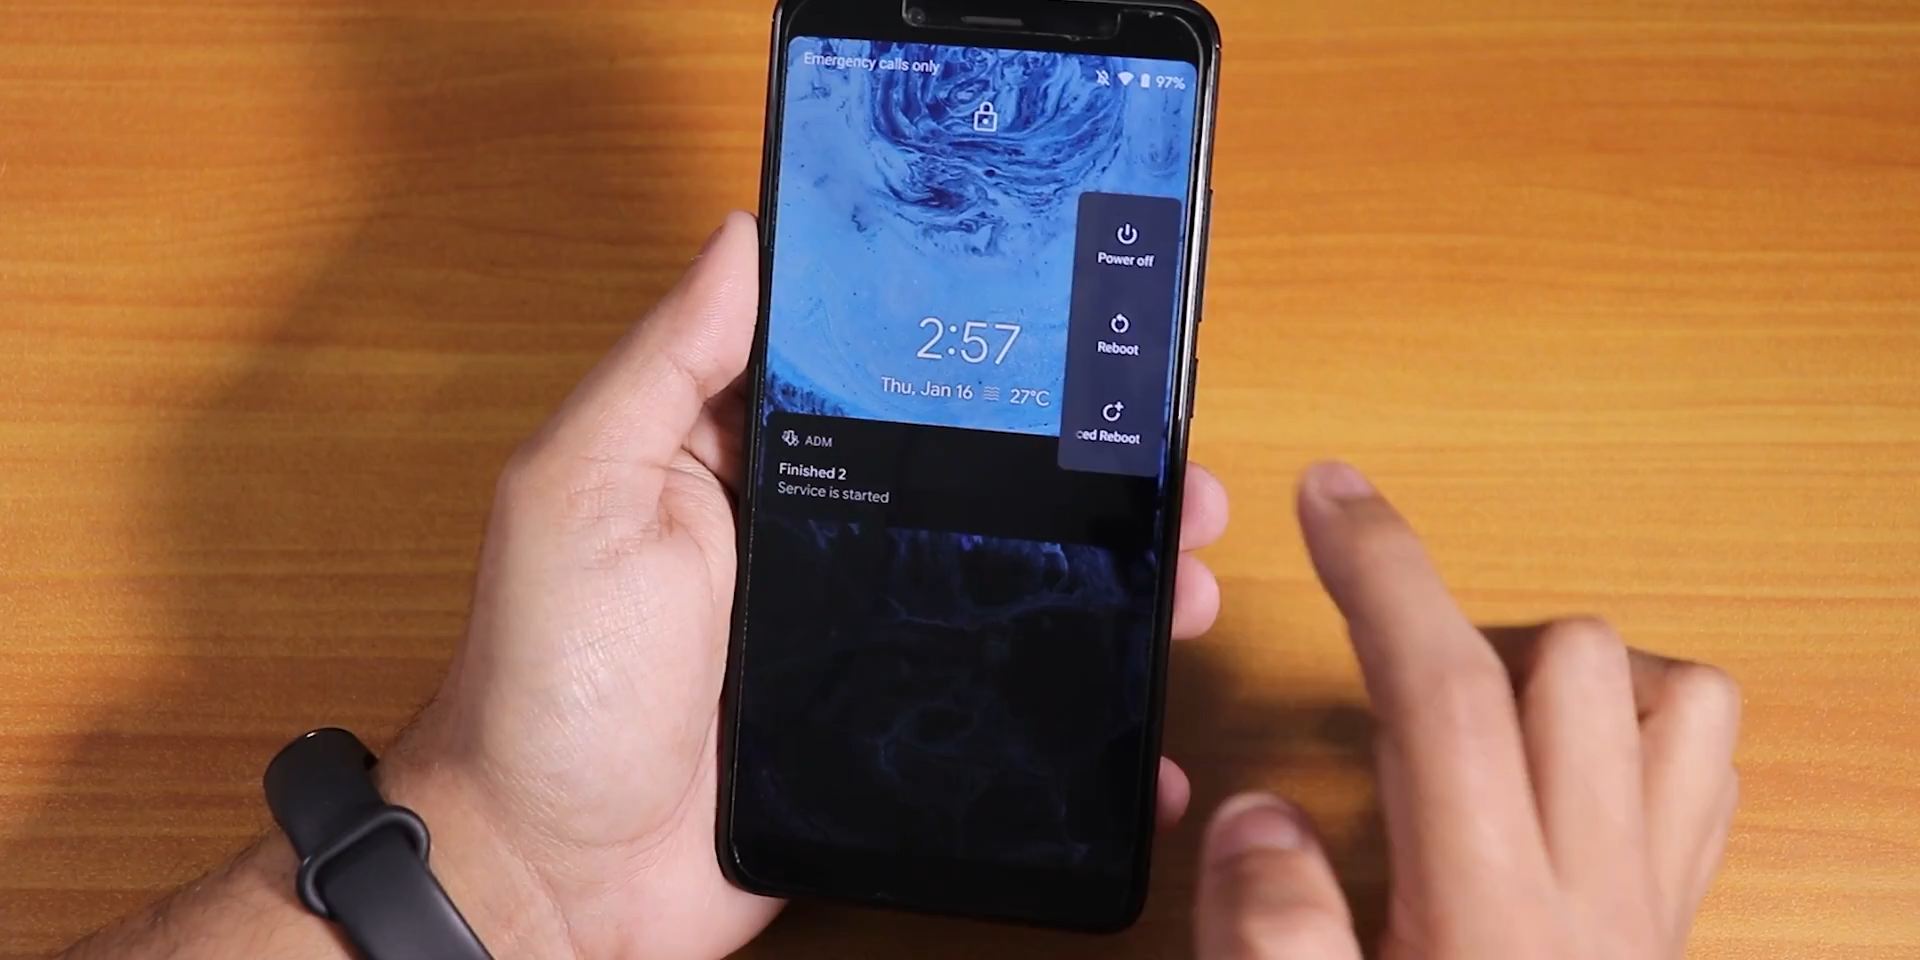 Emergency calls only
97%
Power off
Reboot
ced Reboot
2:57
Thu, Jan 16
27°C
ADM
Finished 2
Service is started